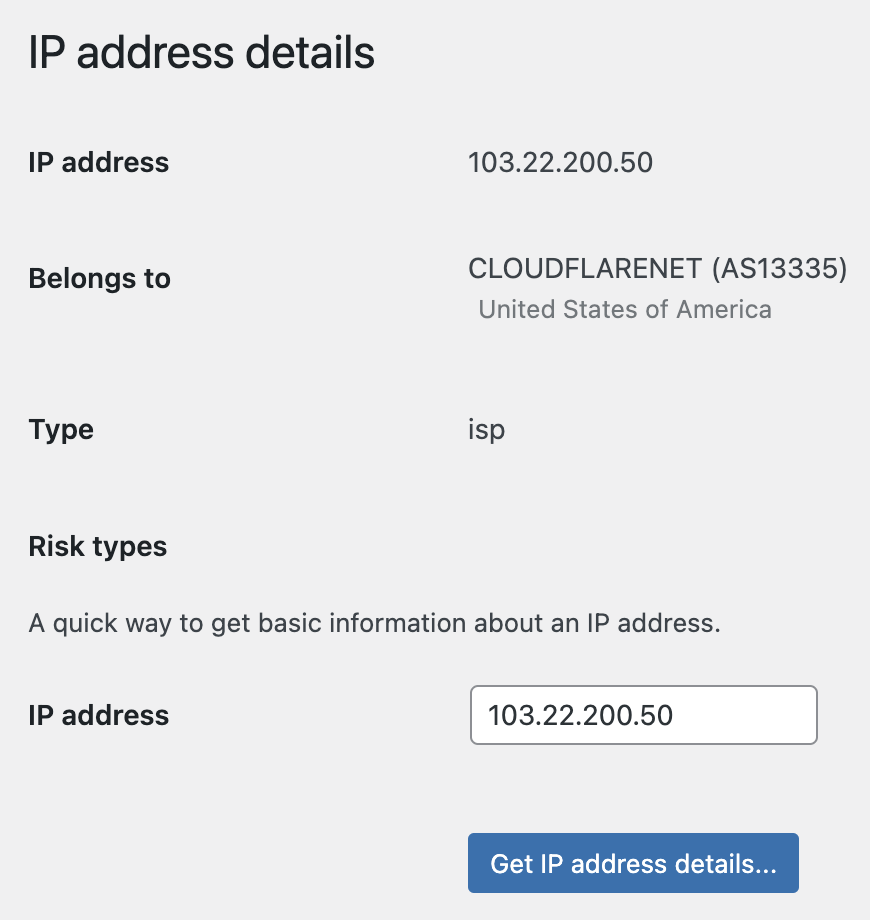 IP address details
IP address 103.22.200.50
Belongs to CLOUDFLARENET (AS13335)
United States of America
Type isp
Risk types
A quick way to get basic information about an IP address.
IP address 103.22.200.50
Get IP address details...